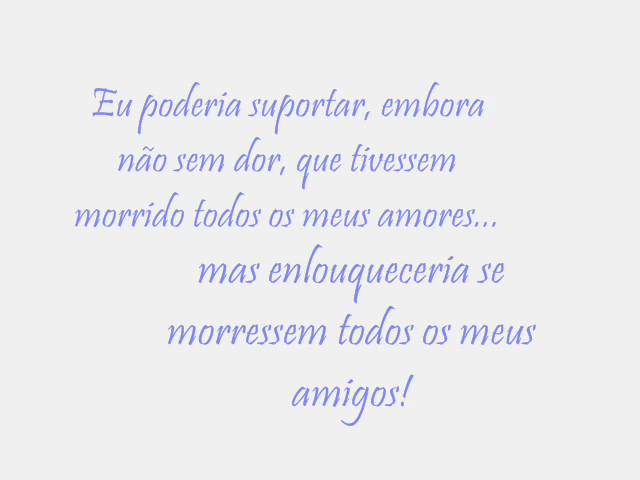 Eu poderia suportar, embora
não sem dor, que tivessem
morrido todos os meus amores...
mas enlouqueceria se
morressem todos os meus
amigos!